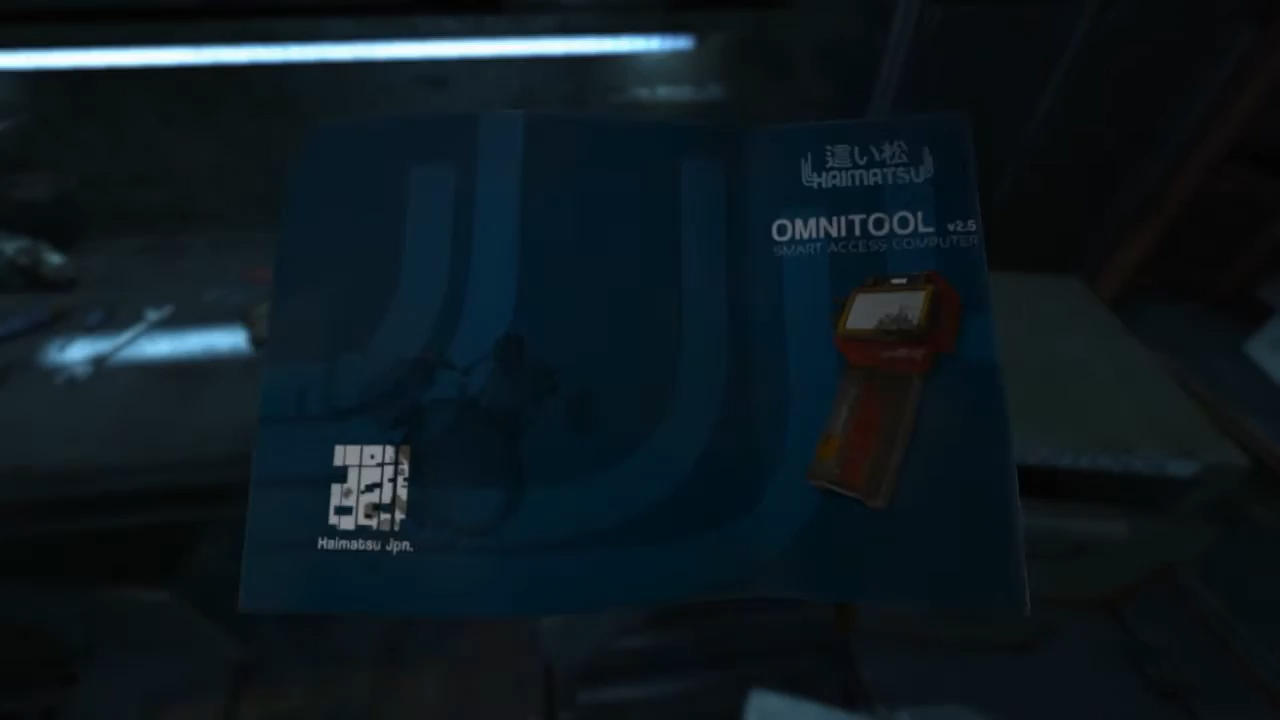 這い松
HAIMATSU
OMNITOOL v2.5
SMART ACCESS COMPUTER
Haimatsu Jpn.